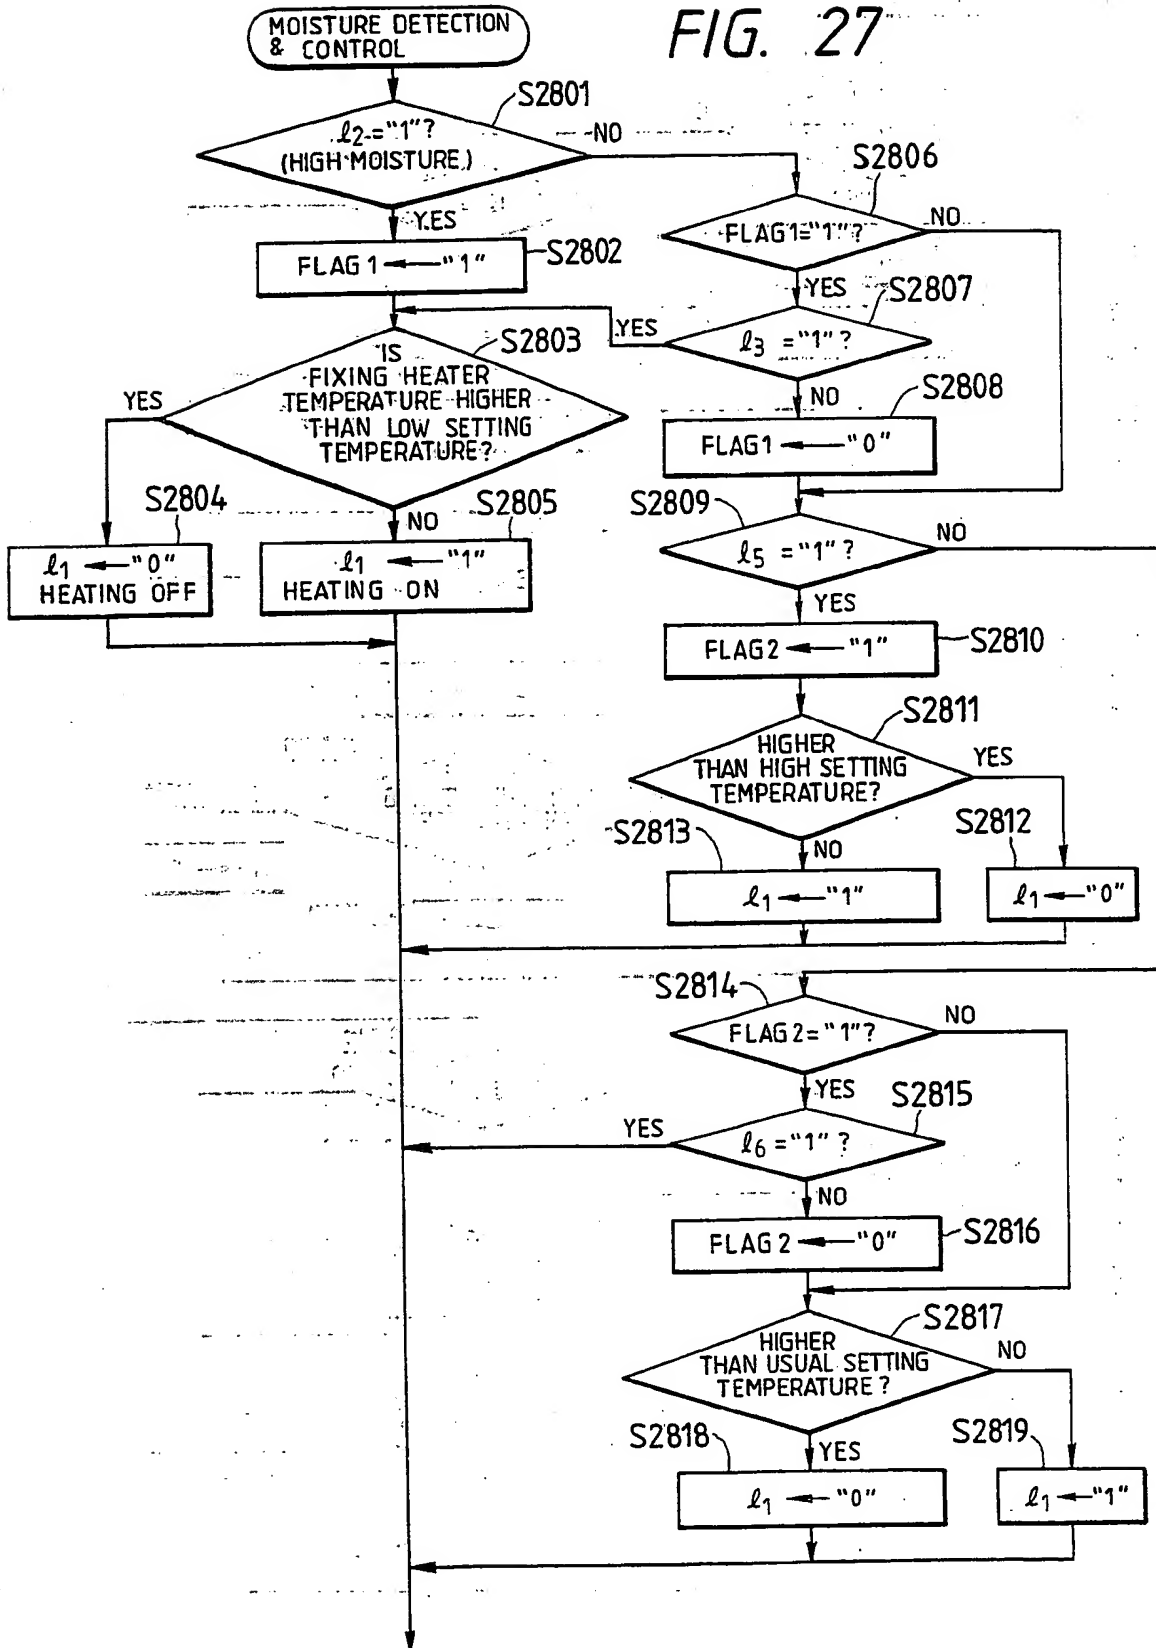 FIG. 27
MOISTURE DETECTION
& CONTROL
S2801
l2="1"?
(HIGH MOISTURE)
NO
YES
S2802
FLAG 1 ← "1"
S2803
IS
FIXING HEATER
TEMPERATURE HIGHER
THAN LOW SETTING
TEMPERATURE?
YES
NO
S2804
l1 ← "0"
HEATING OFF
S2805
l1 ← "1"
HEATING ON
S2806
FLAG1="1"?
NO
YES
S2807
l3 ="1"?
YES
NO
S2808
FLAG1 ← "0"
S2809
l5 ="1"?
NO
YES
S2810
FLAG2 ← "1"
S2811
HIGHER
THAN HIGH SETTING
TEMPERATURE?
YES
NO
S2813
l1 ← "1"
S2812
l1 ← "0"
S2814
FLAG2="1"?
NO
YES
S2815
l6 ="1"?
YES
NO
S2816
FLAG 2 ← "0"
S2817
HIGHER
THAN USUAL SETTING
TEMPERATURE?
NO
YES
S2818
l1 ← "0"
S2819
l1 ← "1"